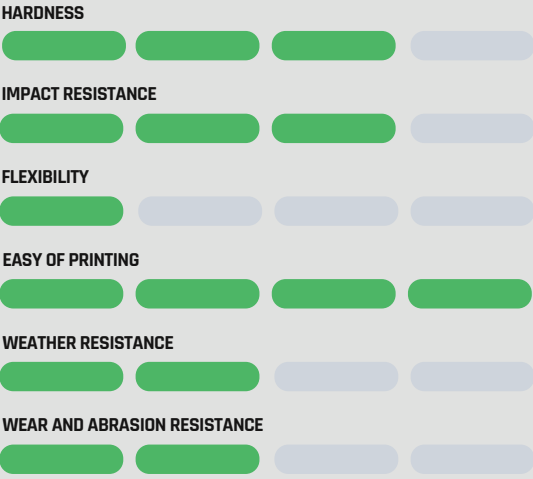 HARDNESS
IMPACT RESISTANCE
FLEXIBILITY
EASY OF PRINTING
WEATHER RESISTANCE
WEAR AND ABRASION RESISTANCE